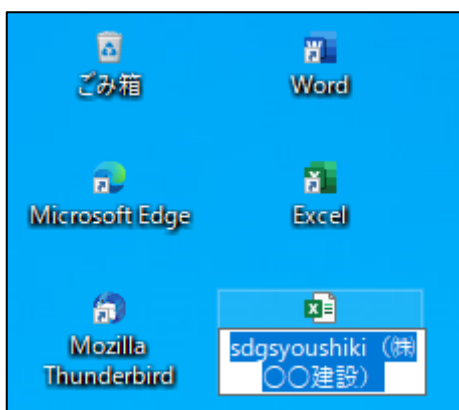 ごみ箱
Word
Microsoft Edge
Excel
Mozilla
Thunderbird
sdgsyoushiki（㈱
〇〇建設）